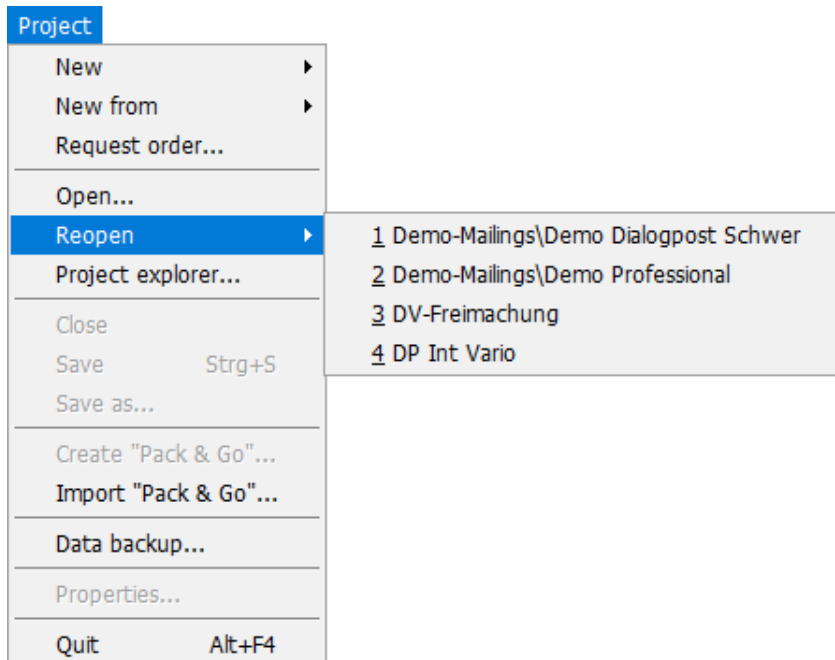 Project
New
New from
Request order...
Open...
Reopen
1 Demo-Mailings\Demo Dialogpost Schwer
2 Demo-Mailings\Demo Professional
3 DV-Freimachung
4 DP Int Vario
Project explorer...
Close
Save Strg+S
Save as...
Create "Pack & Go"...
Import "Pack & Go"...
Data backup...
Properties...
Quit Alt+F4